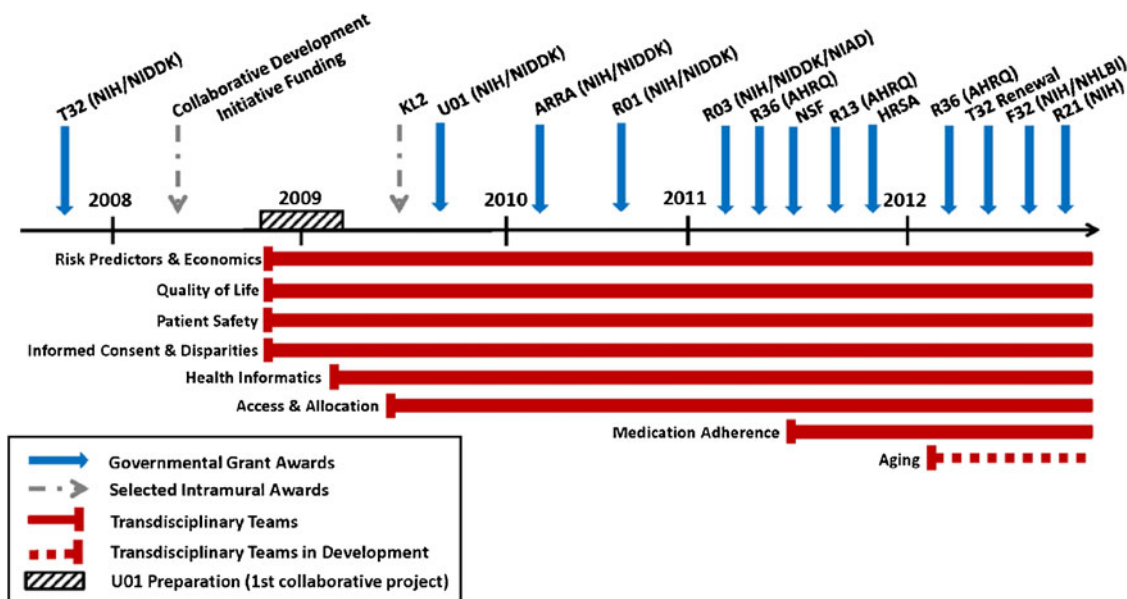 T32 (NIH/NIDDK)
Collaborative Development
Initiative Funding
KL2
U01 (NIH/NIDDK)
ARRA (NIH/NIDDK)
R01 (NIH/NIDDK)
R03 (NIH/NIDDK/NIAD)
R36 (AHRQ)
NSF
R13 (AHRQ)
HRSA
R36 (AHRQ)
T32 Renewal
F32 (NIH/NHLBI)
R21 (NIH)
2008
2009
2010
2011
2012
Risk Predictors & Economics
Quality of Life
Patient Safety
Informed Consent & Disparities
Health Informatics
Access & Allocation
Medication Adherence
Aging
Governmental Grant Awards
Selected Intramural Awards
Transdisciplinary Teams
Transdisciplinary Teams in Development
U01 Preparation (1st collaborative project)